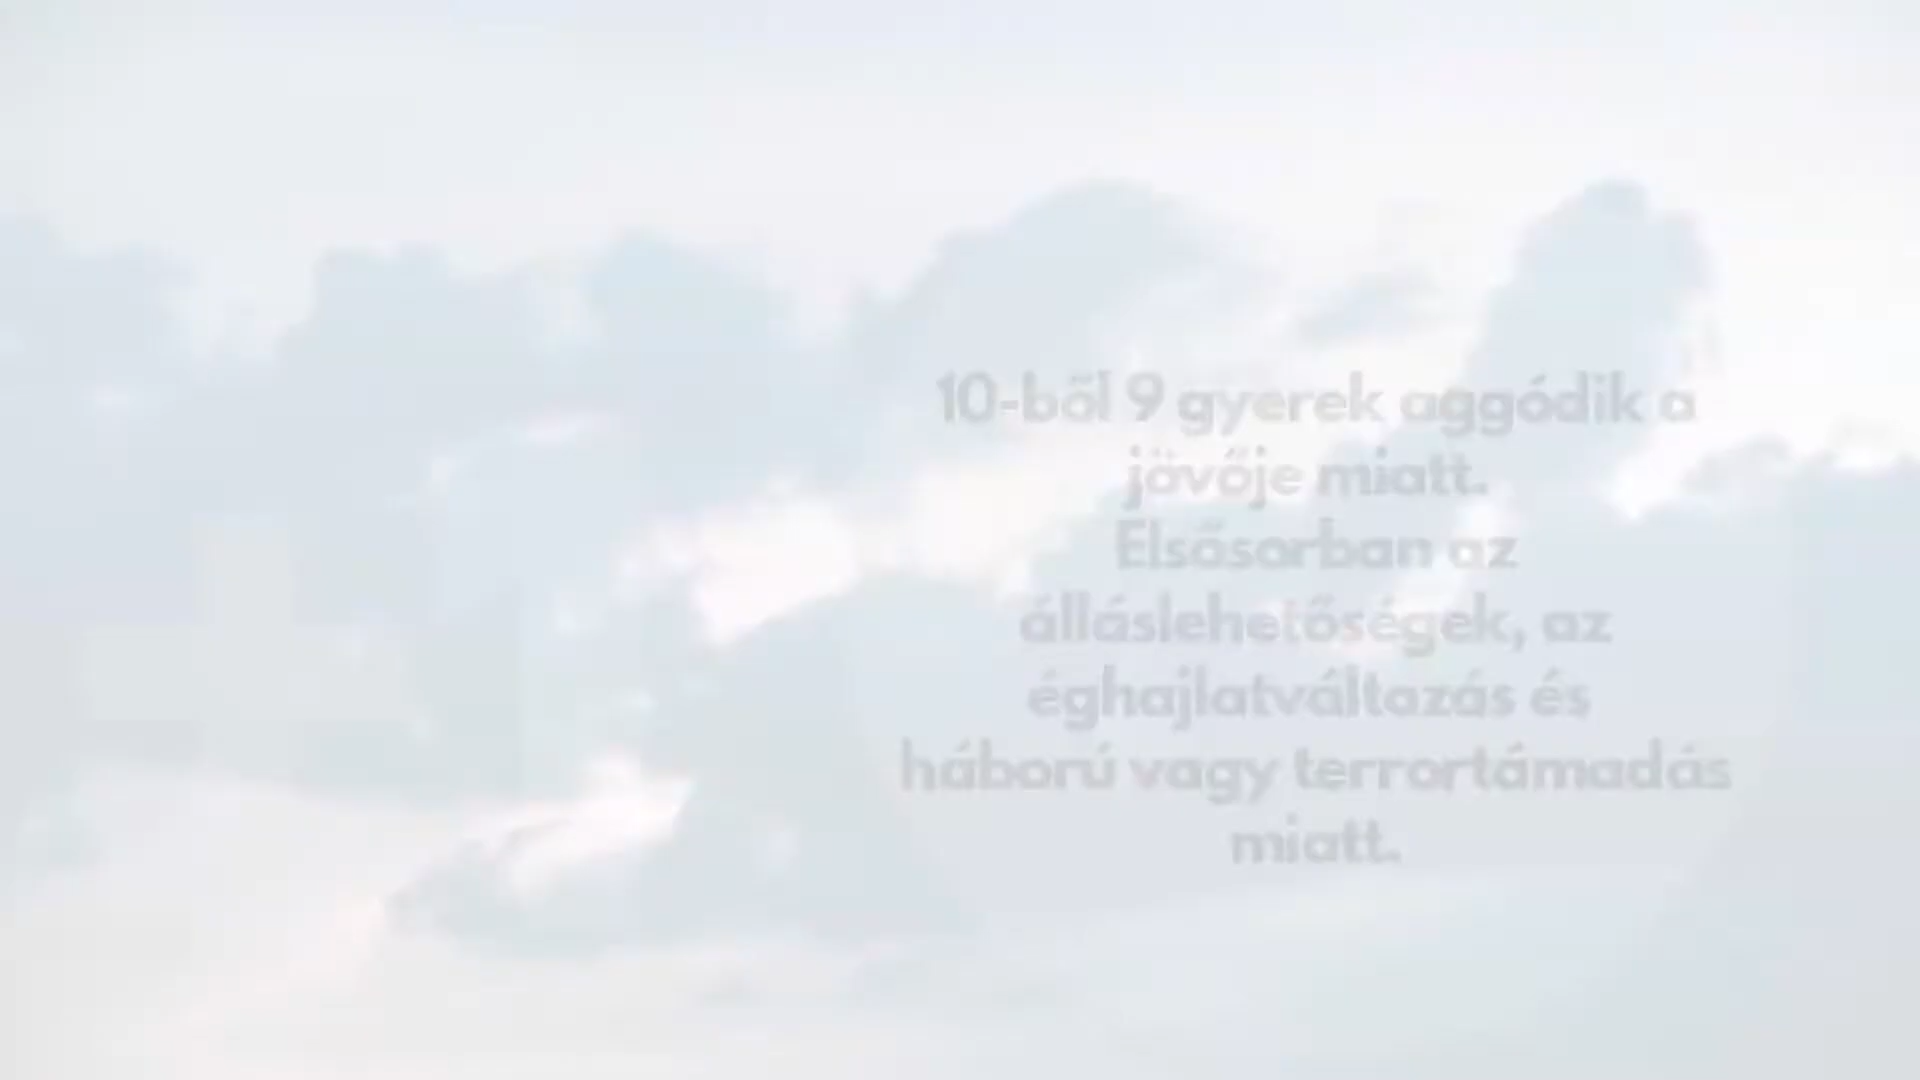 10-ből 9 gyerek aggódik a
jövője miatt.
Elsősorban az
álláslehetőségek, az
éghajlatváltazás és
háború vagy terrortámadás
miatt.